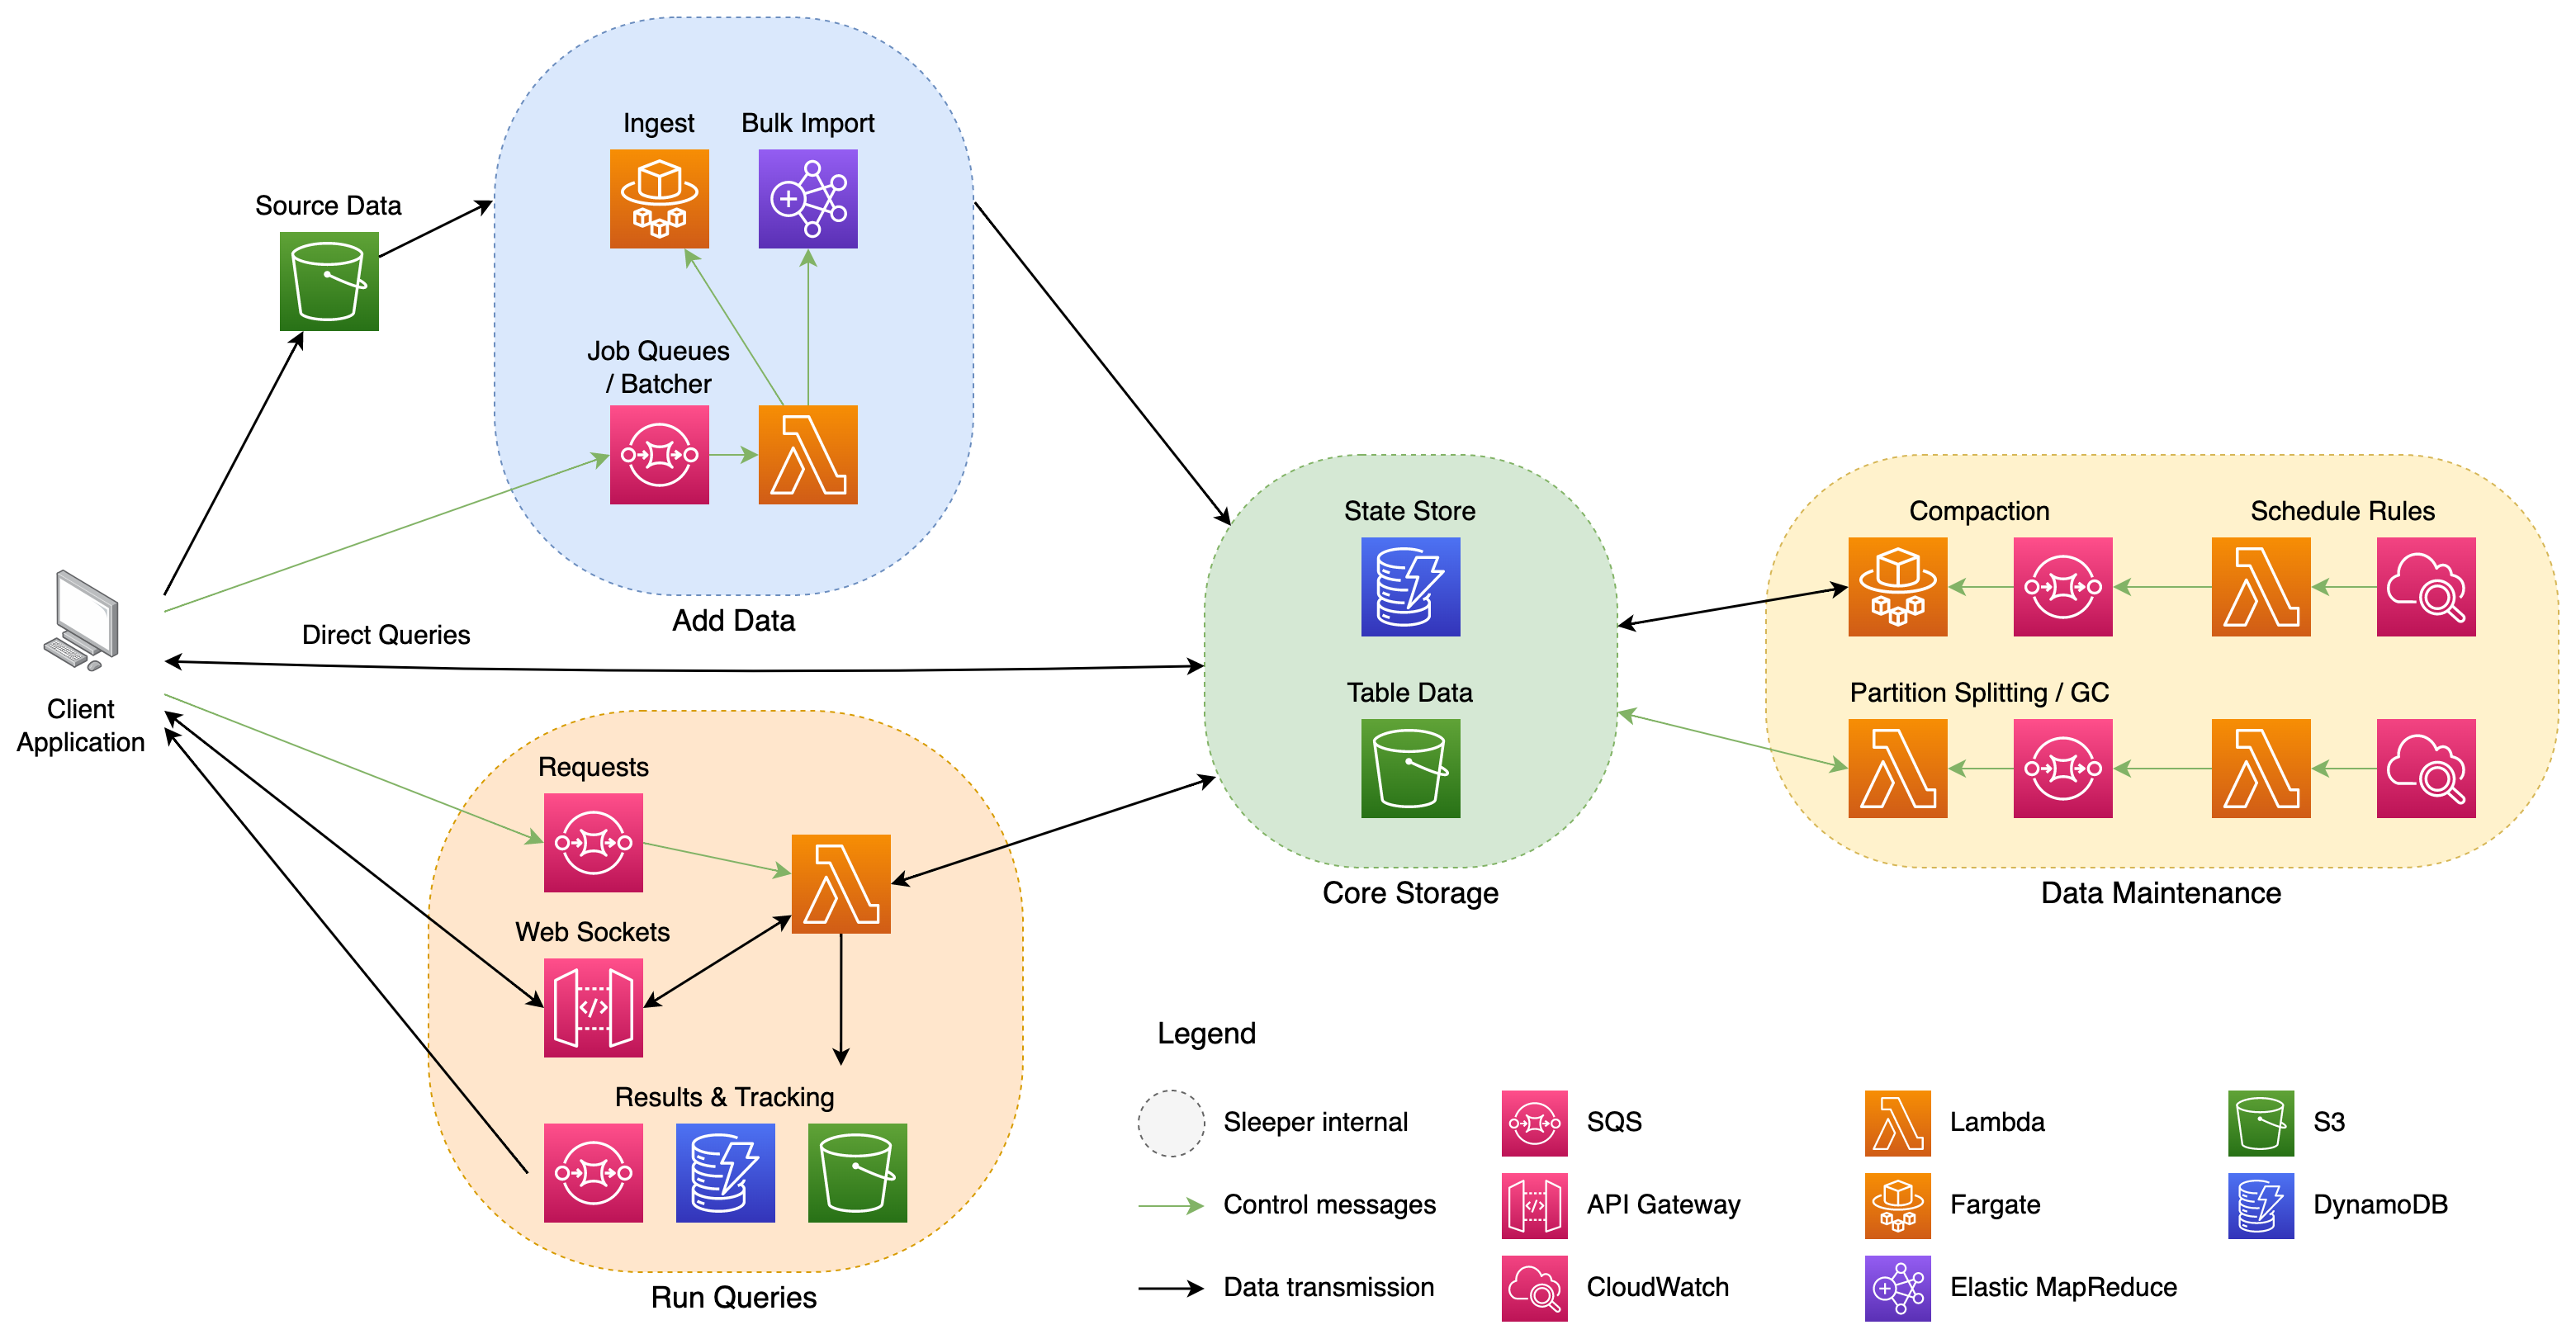 Ingest
Bulk Import
Source Data
Job Queues
/ Batcher
Add Data
Direct Queries
Client
Application
State Store
Table Data
Core Storage
Compaction
Schedule Rules
Partition Splitting / GC
Data Maintenance
Requests
Web Sockets
Results & Tracking
Run Queries
Legend
Sleeper internal
SQS
Lambda
S3
Control messages
API Gateway
Fargate
DynamoDB
Data transmission
CloudWatch
Elastic MapReduce